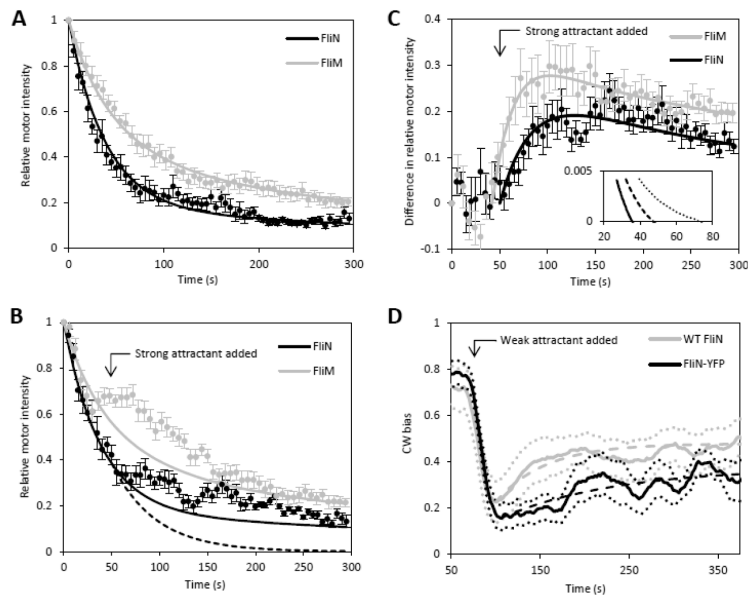 A
Relative motor intensity
1
0.8
0.6
0.4
0.2
0
0 100 200 300
Time (s)
FliN
FliM
B
Relative motor intensity
1
0.8
0.6
0.4
0.2
0
0 50 100 150 200 250 300
Time (s)
Strong attractant added
FliN
FliM
C
Difference in relative motor intensity
0.4
0.3
0.2
0.1
0
-0.1
0 50 100 150 200 250 300
Time (s)
Strong attractant added
FliM
FliN
0.005
0
20 40 60 80
D
CW bias
1
0.8
0.6
0.4
0.2
0
50 150 250 350
Time (s)
Weak attractant added
WT FliN
FliN-YFP